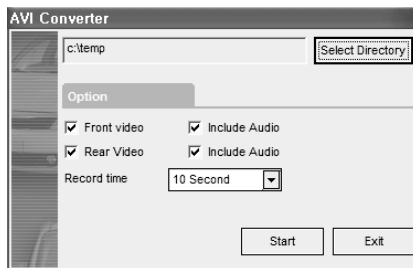 AVI Converter
c:\temp Select Directory
Option
Front video Include Audio
Rear Video Include Audio
Record time 10 Second
Start Exit